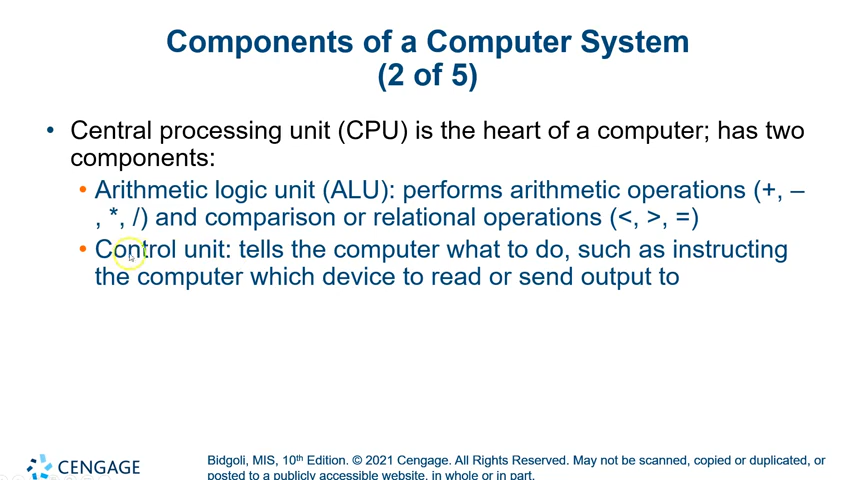 Components of a Computer System
(2 of 5)
• Central processing unit (CPU) is the heart of a computer; has two
components:
• Arithmetic logic unit (ALU): performs arithmetic operations (+, –
, *, /) and comparison or relational operations (<, >, =)
• Control unit: tells the computer what to do, such as instructing
the computer which device to read or send output to
CENGAGE
Bidgoli, MIS, 10th Edition. © 2021 Cengage. All Rights Reserved. May not be scanned, copied or duplicated, or
posted to a publicly accessible website, in whole or in part.